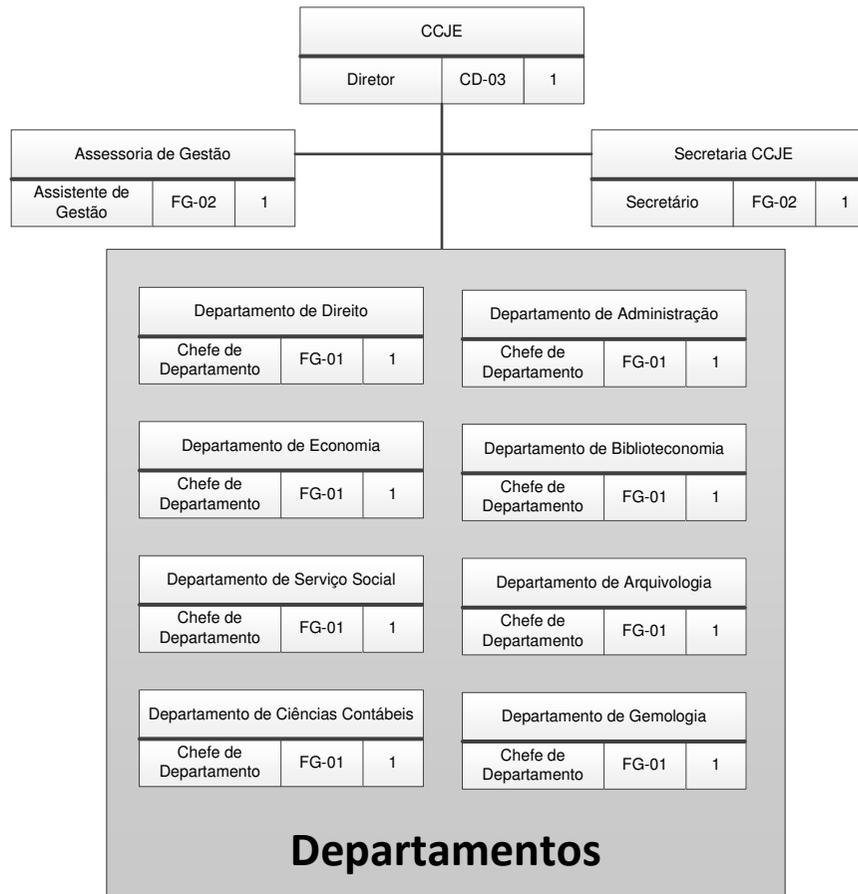 CCJE
Diretor CD-03 1
Assessoria de Gestão
Assistente de
Gestão FG-02 1
Secretaria CCJE
Secretário FG-02 1
Departamento de Direito
Chefe de
Departamento FG-01 1
Departamento de Administração
Chefe de
Departamento FG-01 1
Departamento de Economia
Chefe de
Departamento FG-01 1
Departamento de Biblioteconomia
Chefe de
Departamento FG-01 1
Departamento de Serviço Social
Chefe de
Departamento FG-01 1
Departamento de Arquivologia
Chefe de
Departamento FG-01 1
Departamento de Ciências Contábeis
Chefe de
Departamento FG-01 1
Departamento de Gemologia
Chefe de
Departamento FG-01 1
Departamentos